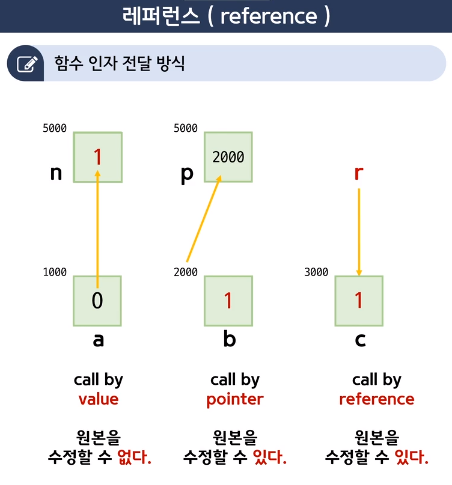 레퍼런스 ( reference )
함수 인자 전달 방식
5000
n
1
1000
0
a
call by
value
원본을
수정할 수 없다.
5000
p
2000
2000
1
b
call by
pointer
원본을
수정할 수 있다.
r
3000
1
c
call by
reference
원본을
수정할 수 있다.